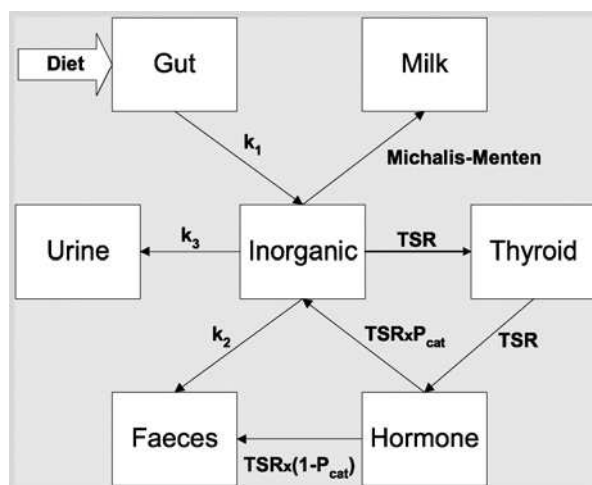 Diet
Gut
Milk
k1
Michalis-Menten
Urine
k3
Inorganic
TSR
Thyroid
k2
TSRxPcat
TSR
Faeces
Hormone
TSRx(1-Pcat)